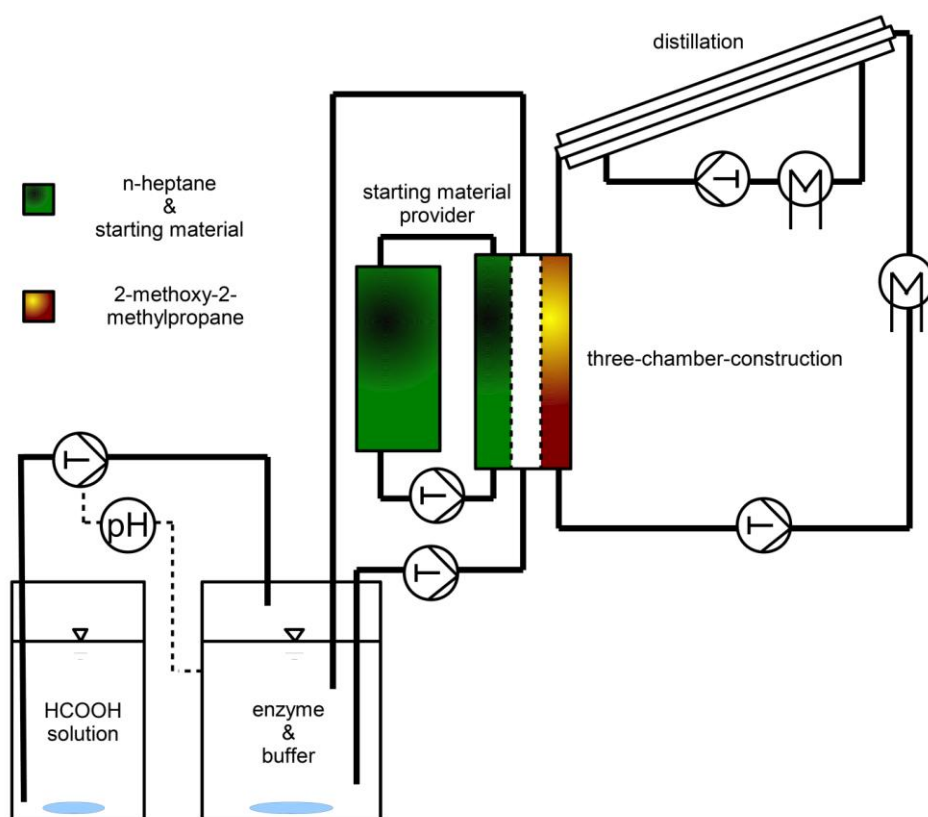 distillation
n-heptane
&
starting material
starting material
provider
2-methoxy-2-
methylpropane
three-chamber-construction
pH
HCOOH
solution
enzyme
&
buffer